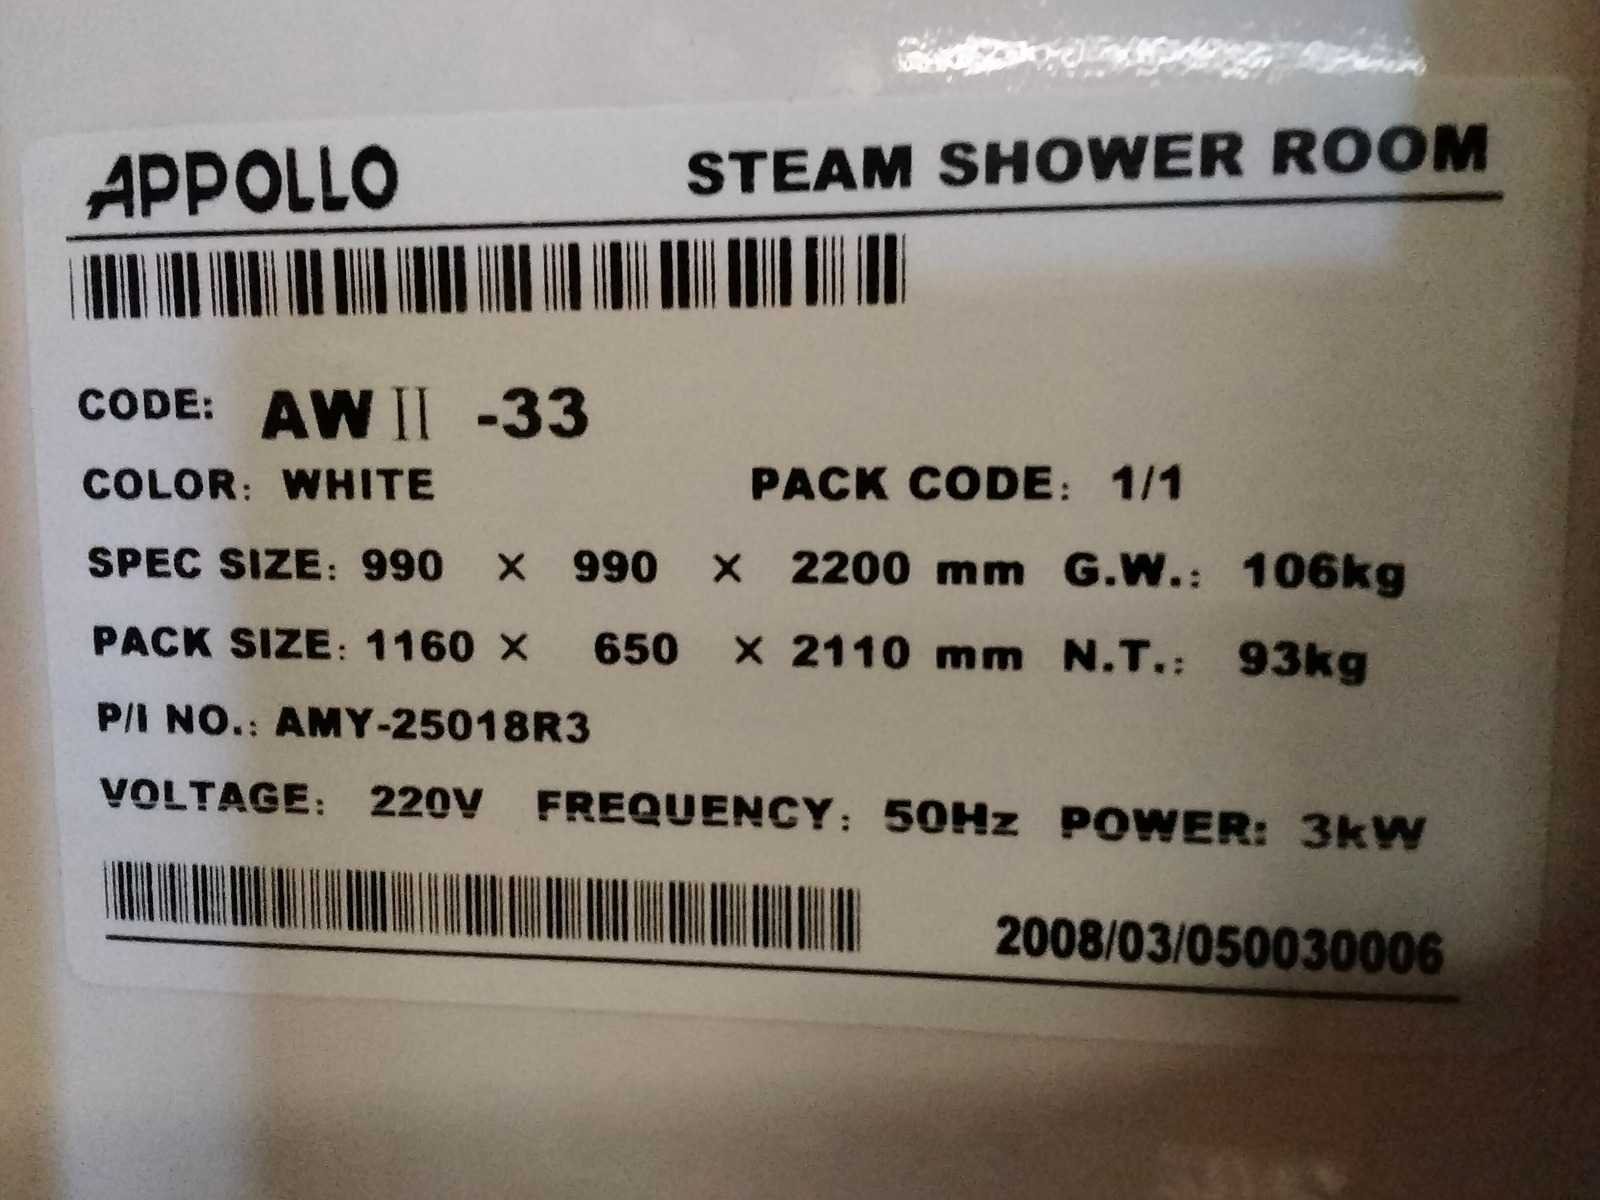 APPOLLO STEAM SHOWER ROOM
CODE: AWⅡ -33
COLOR: WHITE PACK CODE: 1/1
SPEC SIZE: 990 × 990 × 2200 mm G.W.: 106kg
PACK SIZE: 1160 × 650 × 2110 mm N.T.: 93kg
P/I NO.: AMY-25018R3
VOLTAGE: 220V FREQUENCY: 50Hz POWER: 3kW
2008/03/050030006